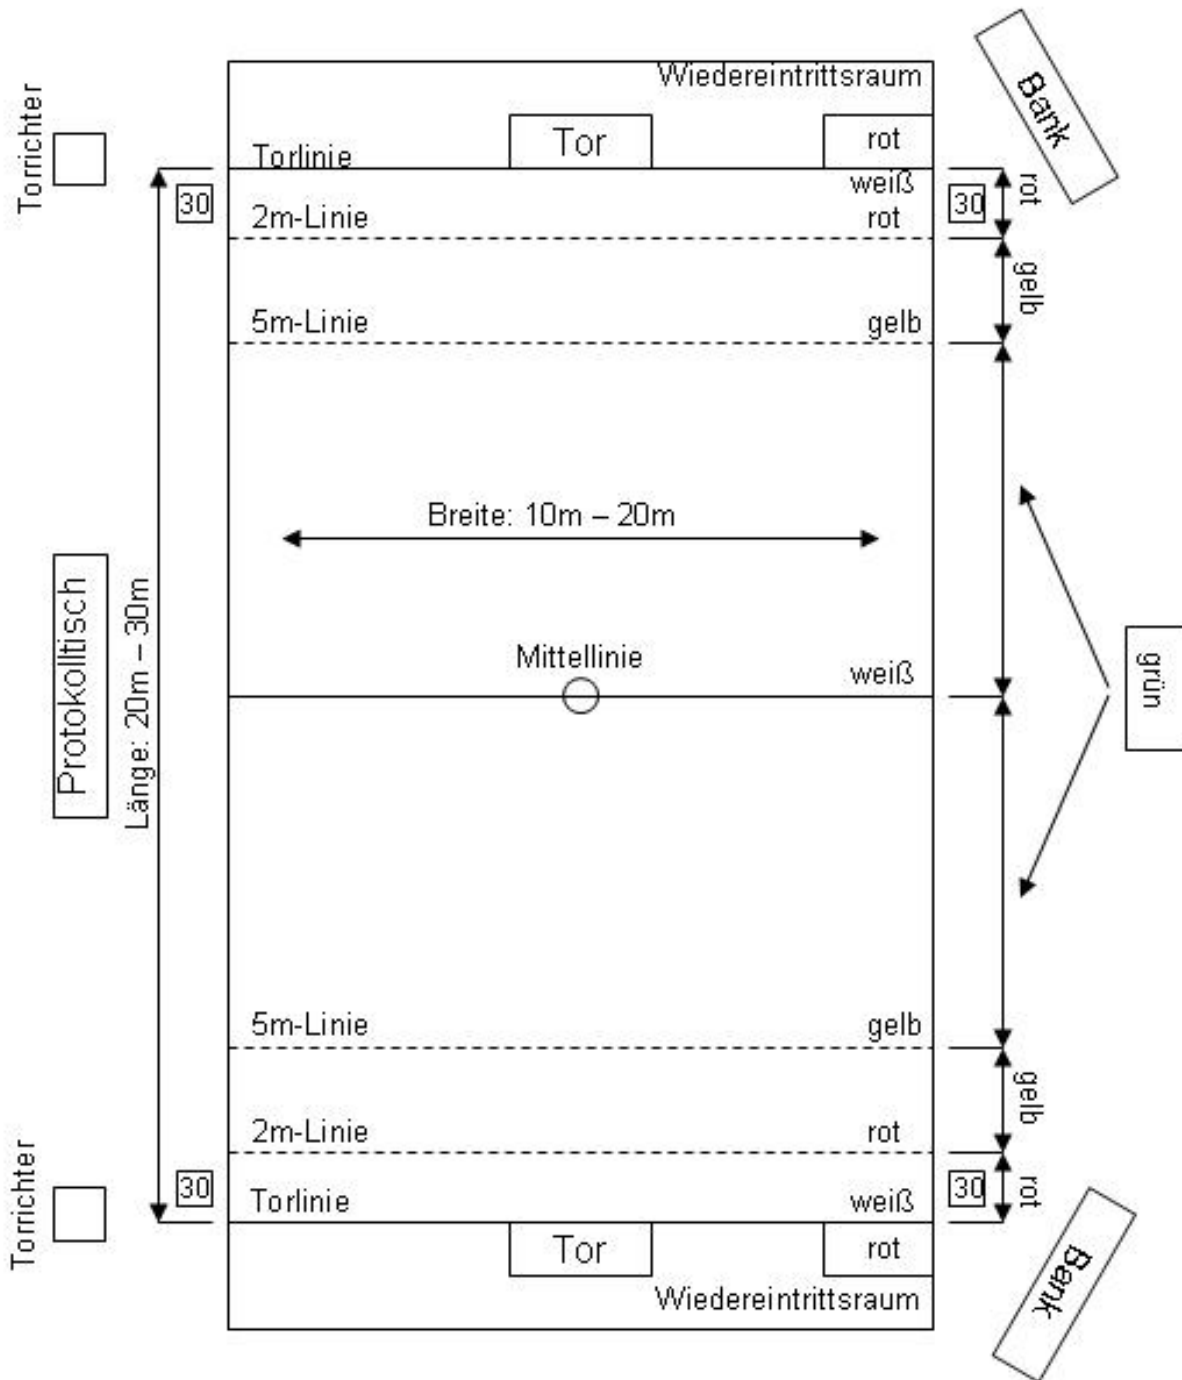 Wiedereintrittsraum
Bank
Torrichter
Tor
rot
Torlinie
weiß
30
30
rot
2m-Linie
rot
gelb
5m-Linie
gelb
Breite: 10m – 20m
Protokolltisch
Länge: 20m – 30m
Mittellinie
weiß
grün
5m-Linie
gelb
gelb
2m-Linie
rot
Torrichter
30
Torlinie
weiß
30
rot
Tor
rot
Bank
Wiedereintrittsraum